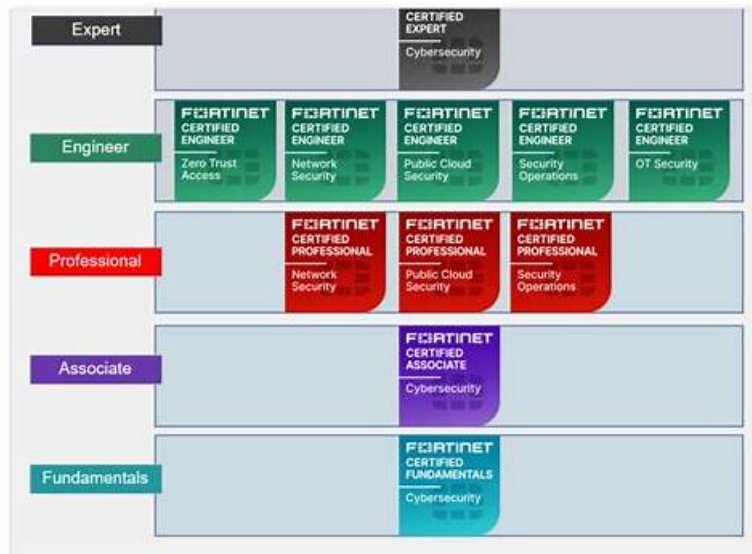 Expert
CERTIFIED
EXPERT
Cybersecurity
Engineer
FORTINET
CERTIFIED
ENGINEER
Zero Trust
Access
FORTINET
CERTIFIED
ENGINEER
Network
Security
FORTINET
CERTIFIED
ENGINEER
Public Cloud
Security
FORTINET
CERTIFIED
ENGINEER
Security
Operations
FORTINET
CERTIFIED
ENGINEER
OT Security
Professional
FORTINET
CERTIFIED
PROFESSIONAL
Network
Security
FORTINET
CERTIFIED
PROFESSIONAL
Public Cloud
Security
FORTINET
CERTIFIED
PROFESSIONAL
Security
Operations
Associate
FORTINET
CERTIFIED
ASSOCIATE
Cybersecurity
Fundamentals
FORTINET
CERTIFIED
FUNDAMENTALS
Cybersecurity